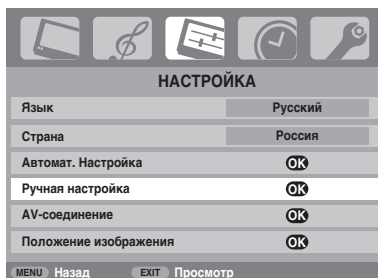 НАСТРОЙКА
Язык Русский
Страна Россия
Автомат. Настройка OK
Ручная настройка OK
AV-соединение OK
Положение изображения OK
MENU Назад EXIT Просмотр